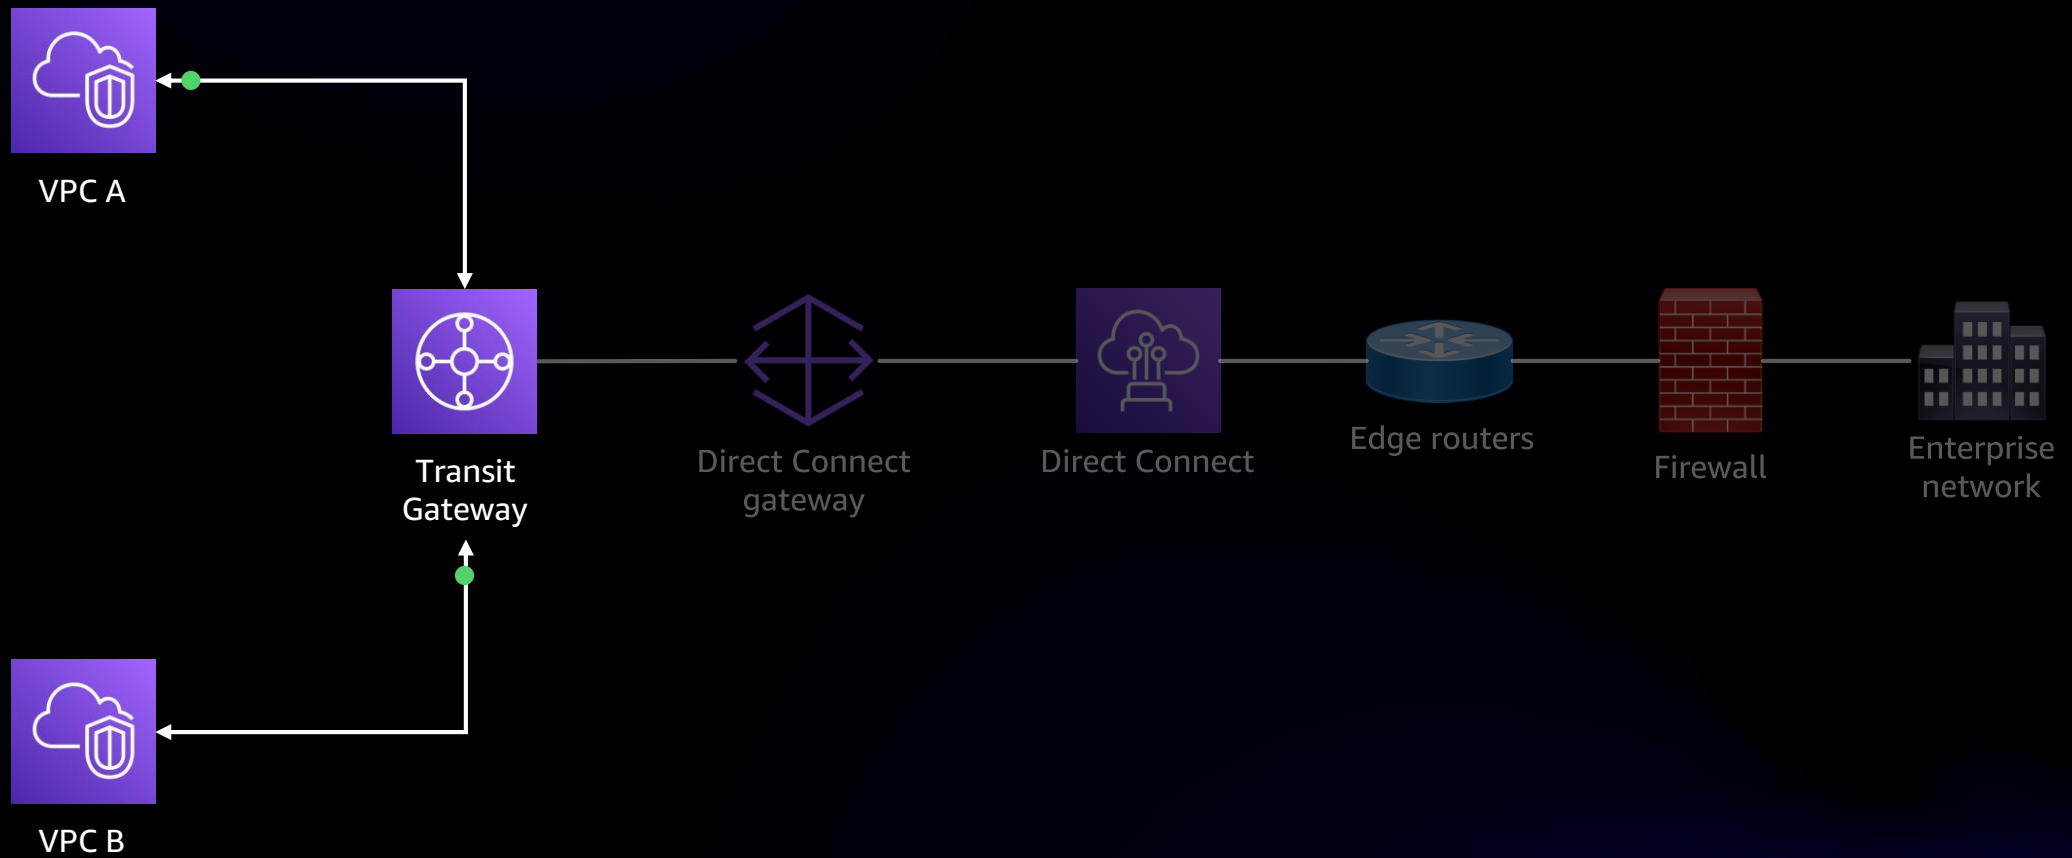 VPC A
Transit
Gateway
Direct Connect
gateway
Direct Connect
Edge routers
Firewall
Enterprise
network
VPC B